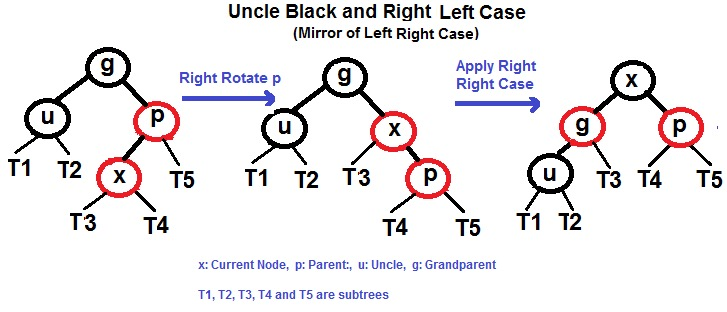 Uncle Black and Right Left Case
(Mirror of Left Right Case)
Right Rotate p
Apply Right
Right Case
g
u
p
T1
T2
x
T5
T3
T4
g
u
x
T1
T2
T3
p
T4
T5
x
g
p
u
T3
T4
T5
T1
T2
x: Current Node, p: Parent:, u: Uncle, g: Grandparent
T1, T2, T3, T4 and T5 are subtrees